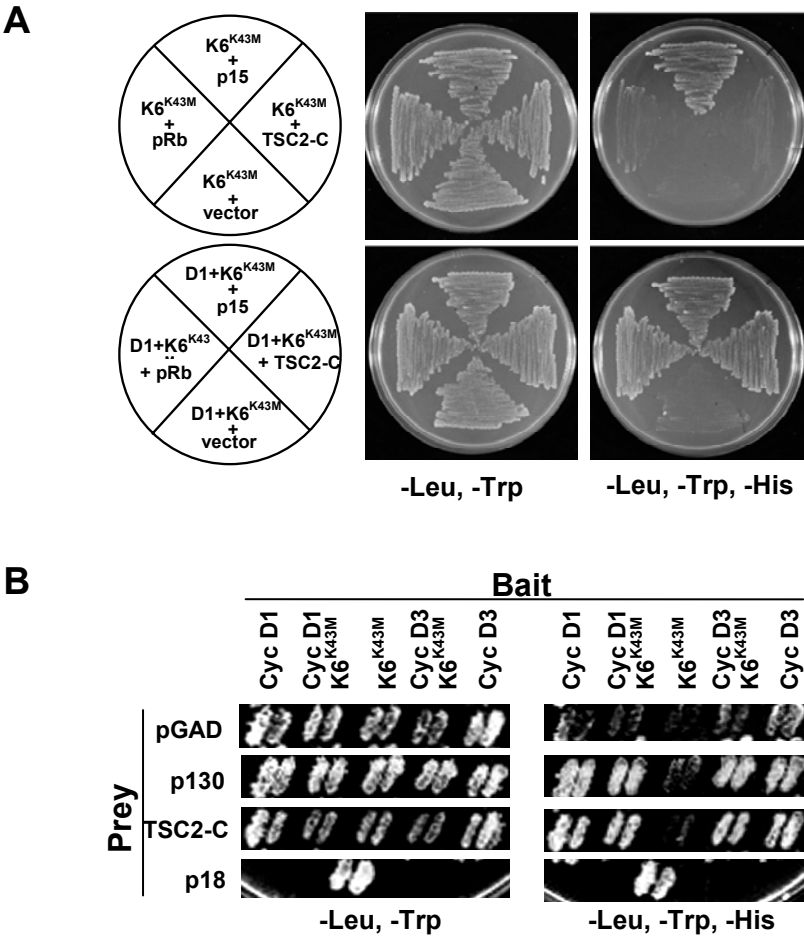 A
K6K43M
+
p15
K6K43M
+
pRb
K6K43M
+
TSC2-C
K6K43M
+
vector
D1+K6K43M
+
p15
D1+K6K43
+ pRb
D1+K6K43M
+ TSC2-C
D1+K6K43M
+
vector
-Leu, -Trp
-Leu, -Trp, -His
B
Bait
Cyc D1
Cyc D1
K6K43M
K6K43M
Cyc D3
K6K43M
Cyc D3
Cyc D1
Cyc D1
K6K43M
K6K43M
Cyc D3
K6K43M
Cyc D3
Prey
pGAD
p130
TSC2-C
p18
-Leu, -Trp
-Leu, -Trp, -His